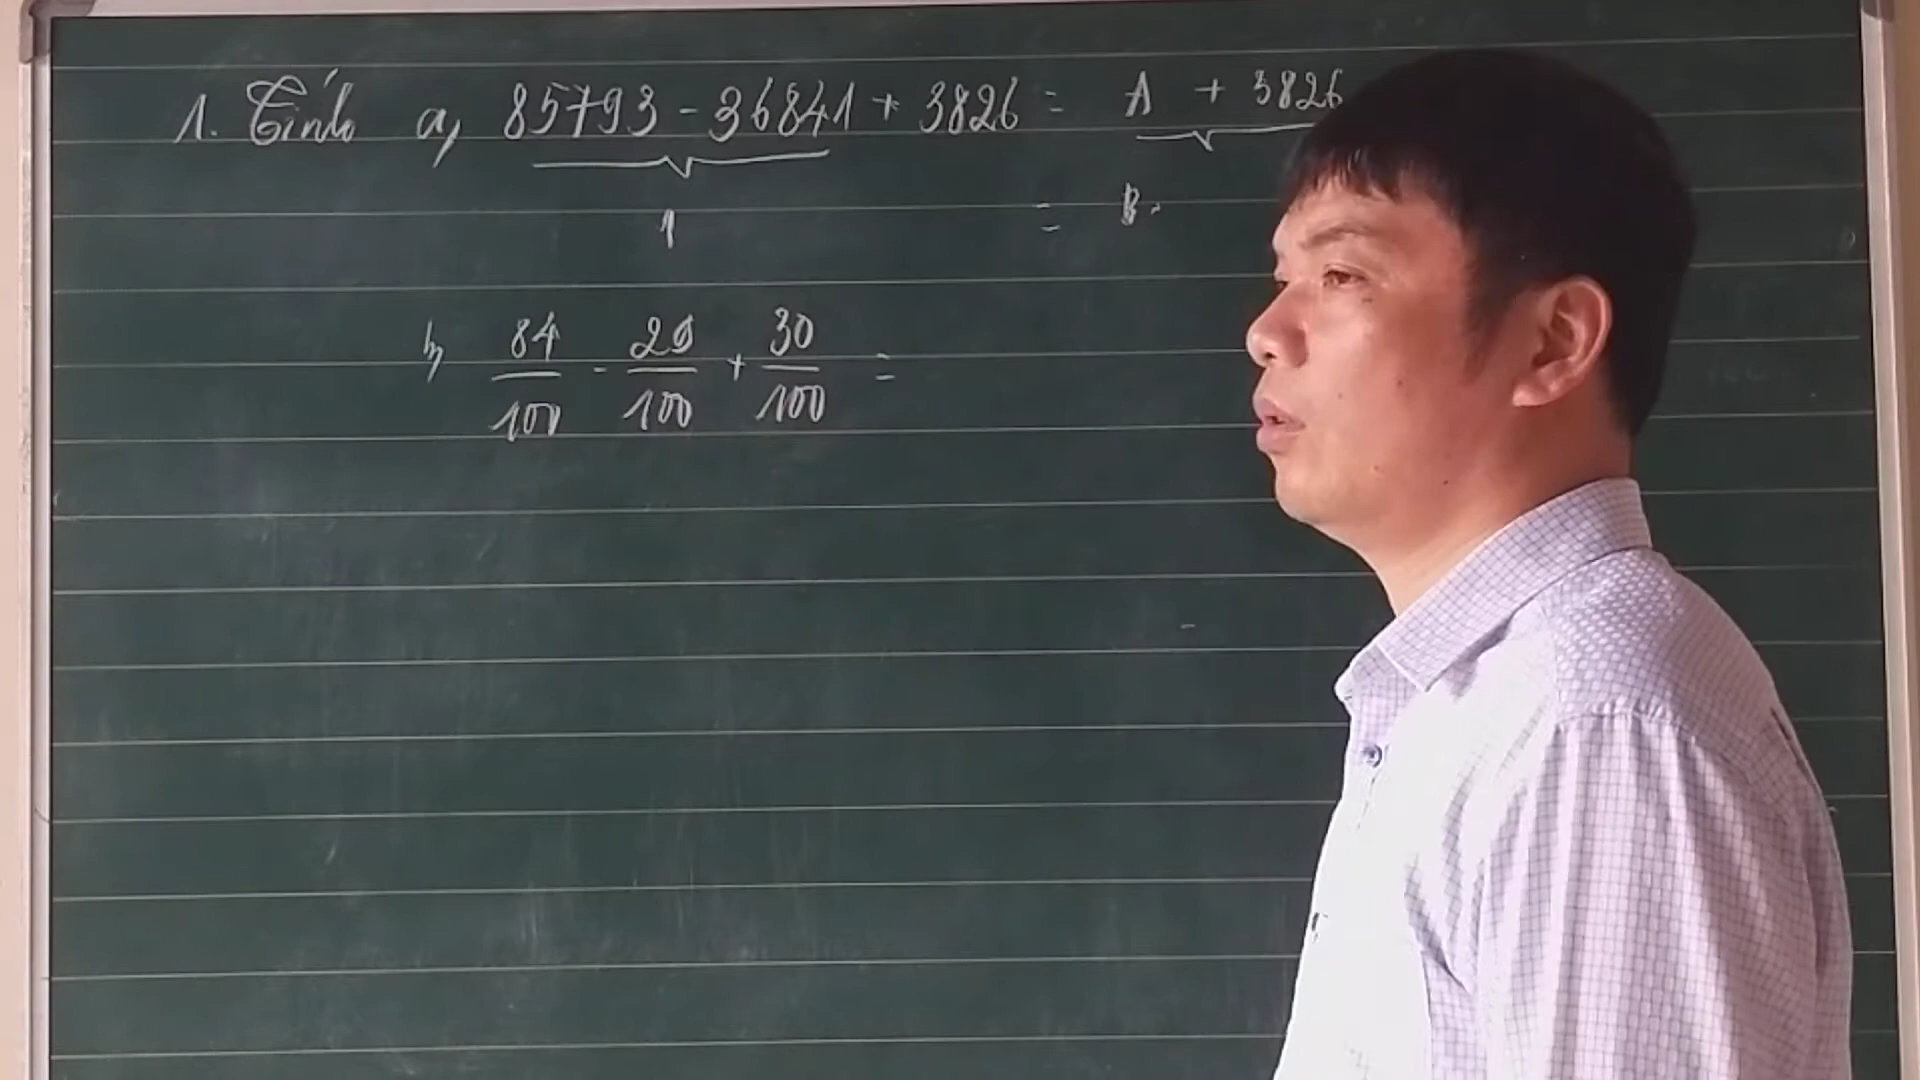 1. Tính a, 85793 - 36841 + 3826 = A + 3826
1 = B.
b, 84/100 - 29/100 + 30/100 =